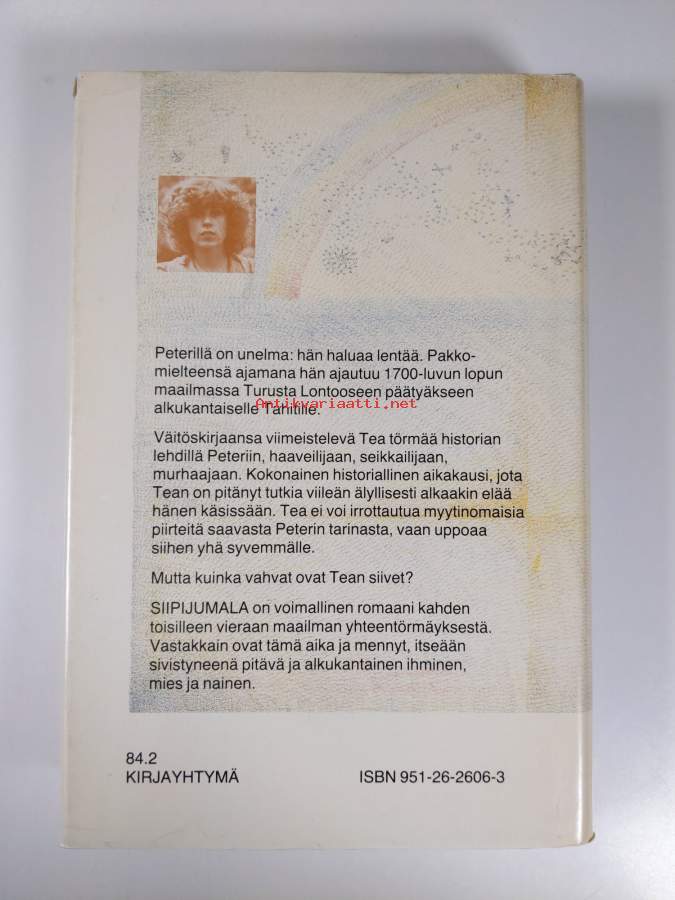 Peterillä on unelma: hän haluaa lentää. Pakko-
mielteensä ajamana hän ajautuu 1700-luvun lopun
maailmassa Turusta Lontooseen päätyäkseen
alkukantaiselle Tahitille.
Antikvariaatti.net
Väitöskirjaansa viimeistelevä Tea törmää historian
lehdillä Peteriin, haaveilijaan, seikkailijaan,
murhaajaan. Kokonainen historiallinen aikakausi, jota
Tean on pitänyt tutkia viileän älyllisesti alkaakin elää
hänen käsissään. Tea ei voi irrottautua myytinomaisia
piirteitä saavasta Peterin tarinasta, vaan uppoaa
siihen yhä syvemmälle.
Mutta kuinka vahvat ovat Tean siivet?
SIIPIJUMALA on voimallinen romaani kahden
toisilleen vieraan maailman yhteentörmäyksestä.
Vastakkain ovat tämä aika ja mennyt, itseään
sivistyneenä pitävä ja alkukantainen ihminen,
mies ja nainen.
84.2
KIRJAYHTYMÄ
ISBN 951-26-2606-3